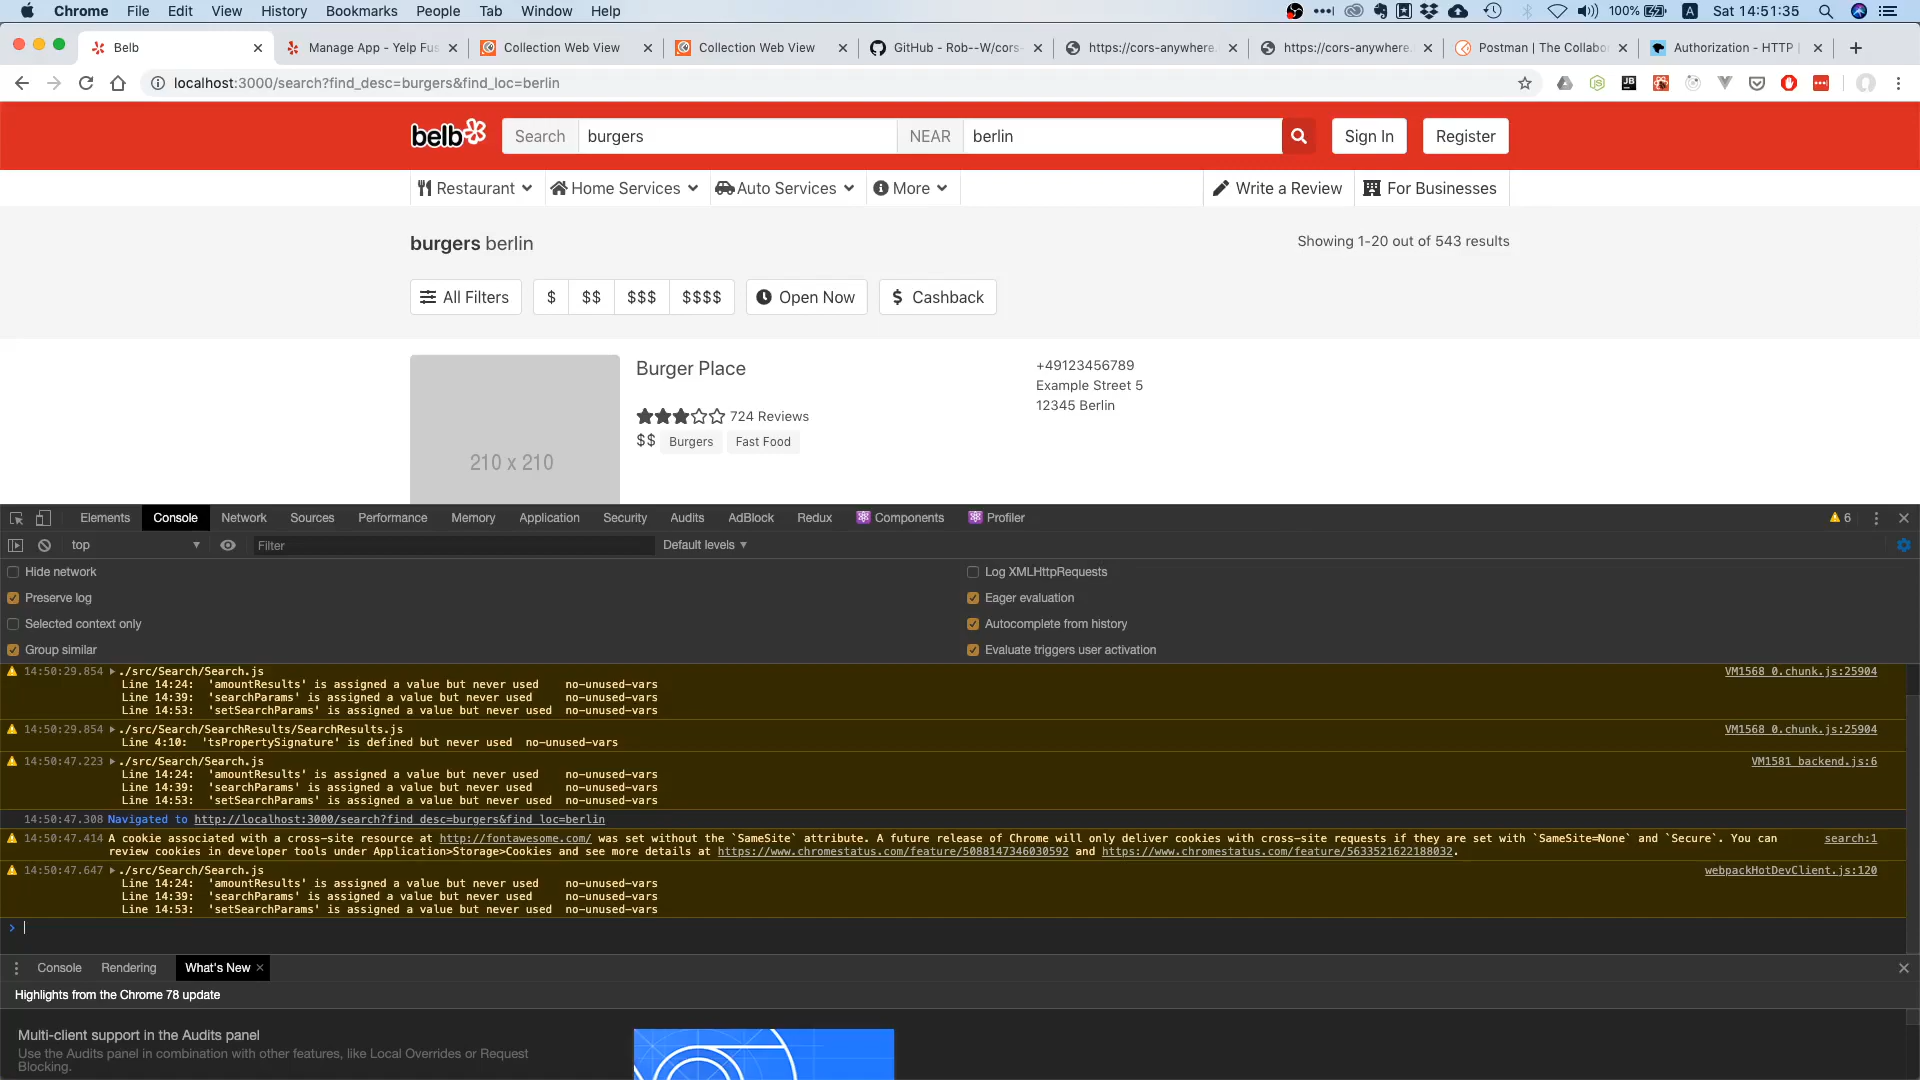 Chrome File Edit View History Bookmarks People Tab Window Help 100% A Sat 14:51:35
Belb Manage App - Yelp Fus Collection Web View Collection Web View GitHub - Rob--W/cors- https://cors-anywhere. https://cors-anywhere. Postman | The Collabo Authorization - HTTP |
localhost:3000/search?find_desc=burgers&find_loc=berlin
belb Search burgers NEAR berlin Sign In Register
Restaurant Home Services Auto Services More Write a Review For Businesses
burgers berlin Showing 1-20 out of 543 results
All Filters $ $$ $$$ $$$$ Open Now $ Cashback
210 x 210
Burger Place
724 Reviews
$$ Burgers Fast Food
+49123456789
Example Street 5
12345 Berlin
Elements Console Network Sources Performance Memory Application Security Audits AdBlock Redux Components Profiler 6
top Filter Default levels
Hide network Log XMLHttpRequests
Preserve log Eager evaluation
Selected context only Autocomplete from history
Group similar Evaluate triggers user activation
14:50:29.854 ./src/Search/Search.js VM1568 0.chunk.js:25904
Line 14:24: 'amountResults' is assigned a value but never used no-unused-vars
Line 14:39: 'searchParams' is assigned a value but never used no-unused-vars
Line 14:53: 'setSearchParams' is assigned a value but never used no-unused-vars
14:50:29.854 ./src/Search/SearchResults/SearchResults.js VM1568 0.chunk.js:25904
Line 4:10: 'tsPropertySignature' is defined but never used no-unused-vars
14:50:47.223 ./src/Search/Search.js VM1581 backend.js:6
Line 14:24: 'amountResults' is assigned a value but never used no-unused-vars
Line 14:39: 'searchParams' is assigned a value but never used no-unused-vars
Line 14:53: 'setSearchParams' is assigned a value but never used no-unused-vars
14:50:47.308 Navigated to http://localhost:3000/search?find_desc=burgers&find_loc=berlin
14:50:47.414 A cookie associated with a cross-site resource at http://fontawesome.com/ was set without the `SameSite` attribute. A future release of Chrome will only deliver cookies with cross-site requests if they are set with `SameSite=None` and `Secure`. You can search:1
review cookies in developer tools under Application>Storage>Cookies and see more details at https://www.chromestatus.com/feature/5088147346030592 and https://www.chromestatus.com/feature/5633521622188032.
14:50:47.647 ./src/Search/Search.js webpackHotDevClient.js:120
Line 14:24: 'amountResults' is assigned a value but never used no-unused-vars
Line 14:39: 'searchParams' is assigned a value but never used no-unused-vars
Line 14:53: 'setSearchParams' is assigned a value but never used no-unused-vars
Console Rendering What's New
Highlights from the Chrome 78 update
Multi-client support in the Audits panel
Use the Audits panel in combination with other features, like Local Overrides or Request
Blocking.